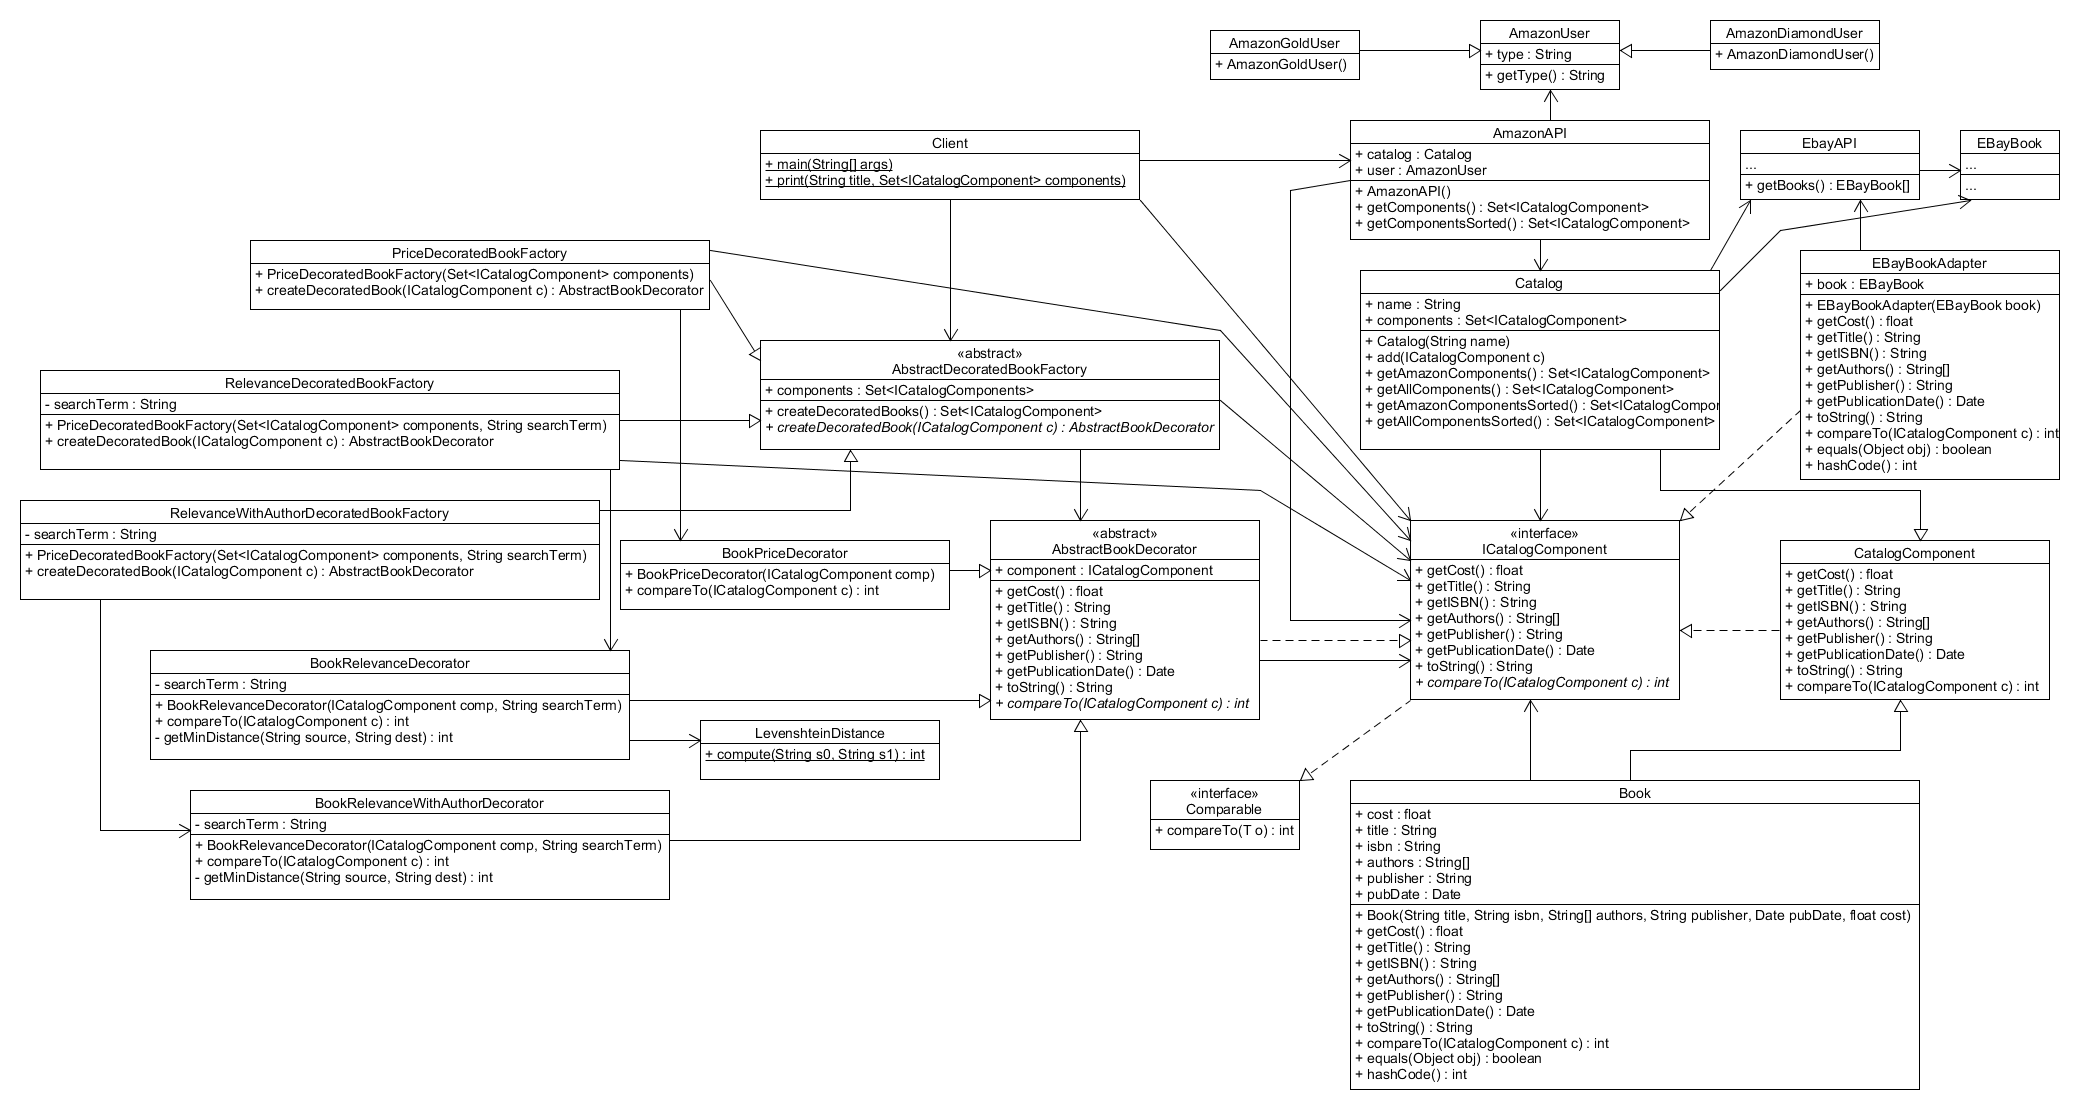 AmazonGoldUser
+ AmazonGoldUser()
AmazonUser
+ type : String
+ getType() : String
AmazonDiamondUser
+ AmazonDiamondUser()
Client
+ main(String[] args)
+ print(String title, Set<ICatalogComponent> components)
AmazonAPI
+ catalog : Catalog
+ user : AmazonUser
+ AmazonAPI()
+ getComponents() : Set<ICatalogComponent>
+ getComponentsSorted() : Set<ICatalogComponent>
EbayAPI
...
+ getBooks() : EBayBook[]
EBayBook
...
...
PriceDecoratedBookFactory
+ PriceDecoratedBookFactory(Set<ICatalogComponent> components)
+ createDecoratedBook(ICatalogComponent c) : AbstractBookDecorator
Catalog
+ name : String
+ components : Set<ICatalogComponent>
+ Catalog(String name)
+ add(ICatalogComponent c)
+ getAmazonComponents() : Set<ICatalogComponent>
+ getAllComponents() : Set<ICatalogComponent>
+ getAmazonComponentsSorted() : Set<ICatalogCompor
+ getAllComponentsSorted() : Set<ICatalogComponent>
EBayBookAdapter
+ book : EBayBook
+ EBayBookAdapter(EBayBook book)
+ getCost() : float
+ getTitle() : String
+ getISBN() : String
+ getAuthors() : String[]
+ getPublisher() : String
+ getPublicationDate() : Date
+ toString() : String
+ compareTo(ICatalogComponent c) : int
+ equals(Object obj) : boolean
+ hashCode() : int
«abstract»
AbstractDecoratedBookFactory
+ components : Set<ICatalogComponents>
+ createDecoratedBooks() : Set<ICatalogComponent>
+ createDecoratedBook(ICatalogComponent c) : AbstractBookDecorator
RelevanceDecoratedBookFactory
- searchTerm : String
+ PriceDecoratedBookFactory(Set<ICatalogComponent> components, String searchTerm)
+ createDecoratedBook(ICatalogComponent c) : AbstractBookDecorator
RelevanceWithAuthorDecoratedBookFactory
- searchTerm : String
+ PriceDecoratedBookFactory(Set<ICatalogComponent> components, String searchTerm)
+ createDecoratedBook(ICatalogComponent c) : AbstractBookDecorator
BookPriceDecorator
+ BookPriceDecorator(ICatalogComponent comp)
+ compareTo(ICatalogComponent c) : int
«abstract»
AbstractBookDecorator
+ component : ICatalogComponent
+ getCost() : float
+ getTitle() : String
+ getISBN() : String
+ getAuthors() : String[]
+ getPublisher() : String
+ getPublicationDate() : Date
+ toString() : String
+ compareTo(ICatalogComponent c) : int
«interface»
ICatalogComponent
+ getCost() : float
+ getTitle() : String
+ getISBN() : String
+ getAuthors() : String[]
+ getPublisher() : String
+ getPublicationDate() : Date
+ toString() : String
+ compareTo(ICatalogComponent c) : int
CatalogComponent
+ getCost() : float
+ getTitle() : String
+ getISBN() : String
+ getAuthors() : String[]
+ getPublisher() : String
+ getPublicationDate() : Date
+ toString() : String
+ compareTo(ICatalogComponent c) : int
BookRelevanceDecorator
- searchTerm : String
+ BookRelevanceDecorator(ICatalogComponent comp, String searchTerm)
+ compareTo(ICatalogComponent c) : int
- getMinDistance(String source, String dest) : int
LevenshteinDistance
+ compute(String s0, String s1) : int
BookRelevanceWithAuthorDecorator
- searchTerm : String
+ BookRelevanceDecorator(ICatalogComponent comp, String searchTerm)
+ compareTo(ICatalogComponent c) : int
- getMinDistance(String source, String dest) : int
«interface»
Comparable
+ compareTo(T o) : int
Book
+ cost : float
+ title : String
+ isbn : String
+ authors : String[]
+ publisher : String
+ pubDate : Date
+ Book(String title, String isbn, String[] authors, String publisher, Date pubDate, float cost)
+ getCost() : float
+ getTitle() : String
+ getISBN() : String
+ getAuthors() : String[]
+ getPublisher() : String
+ getPublicationDate() : Date
+ toString() : String
+ compareTo(ICatalogComponent c) : int
+ equals(Object obj) : boolean
+ hashCode() : int